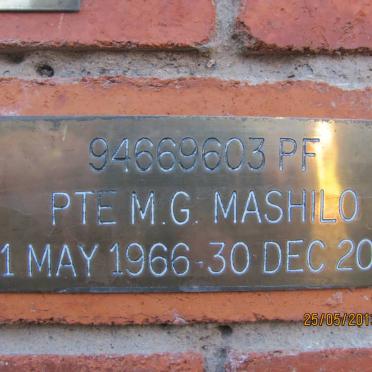 94669603 PF
PTE M.G. MASHILO
1 MAY 1966-30 DEC 20
25/05/201